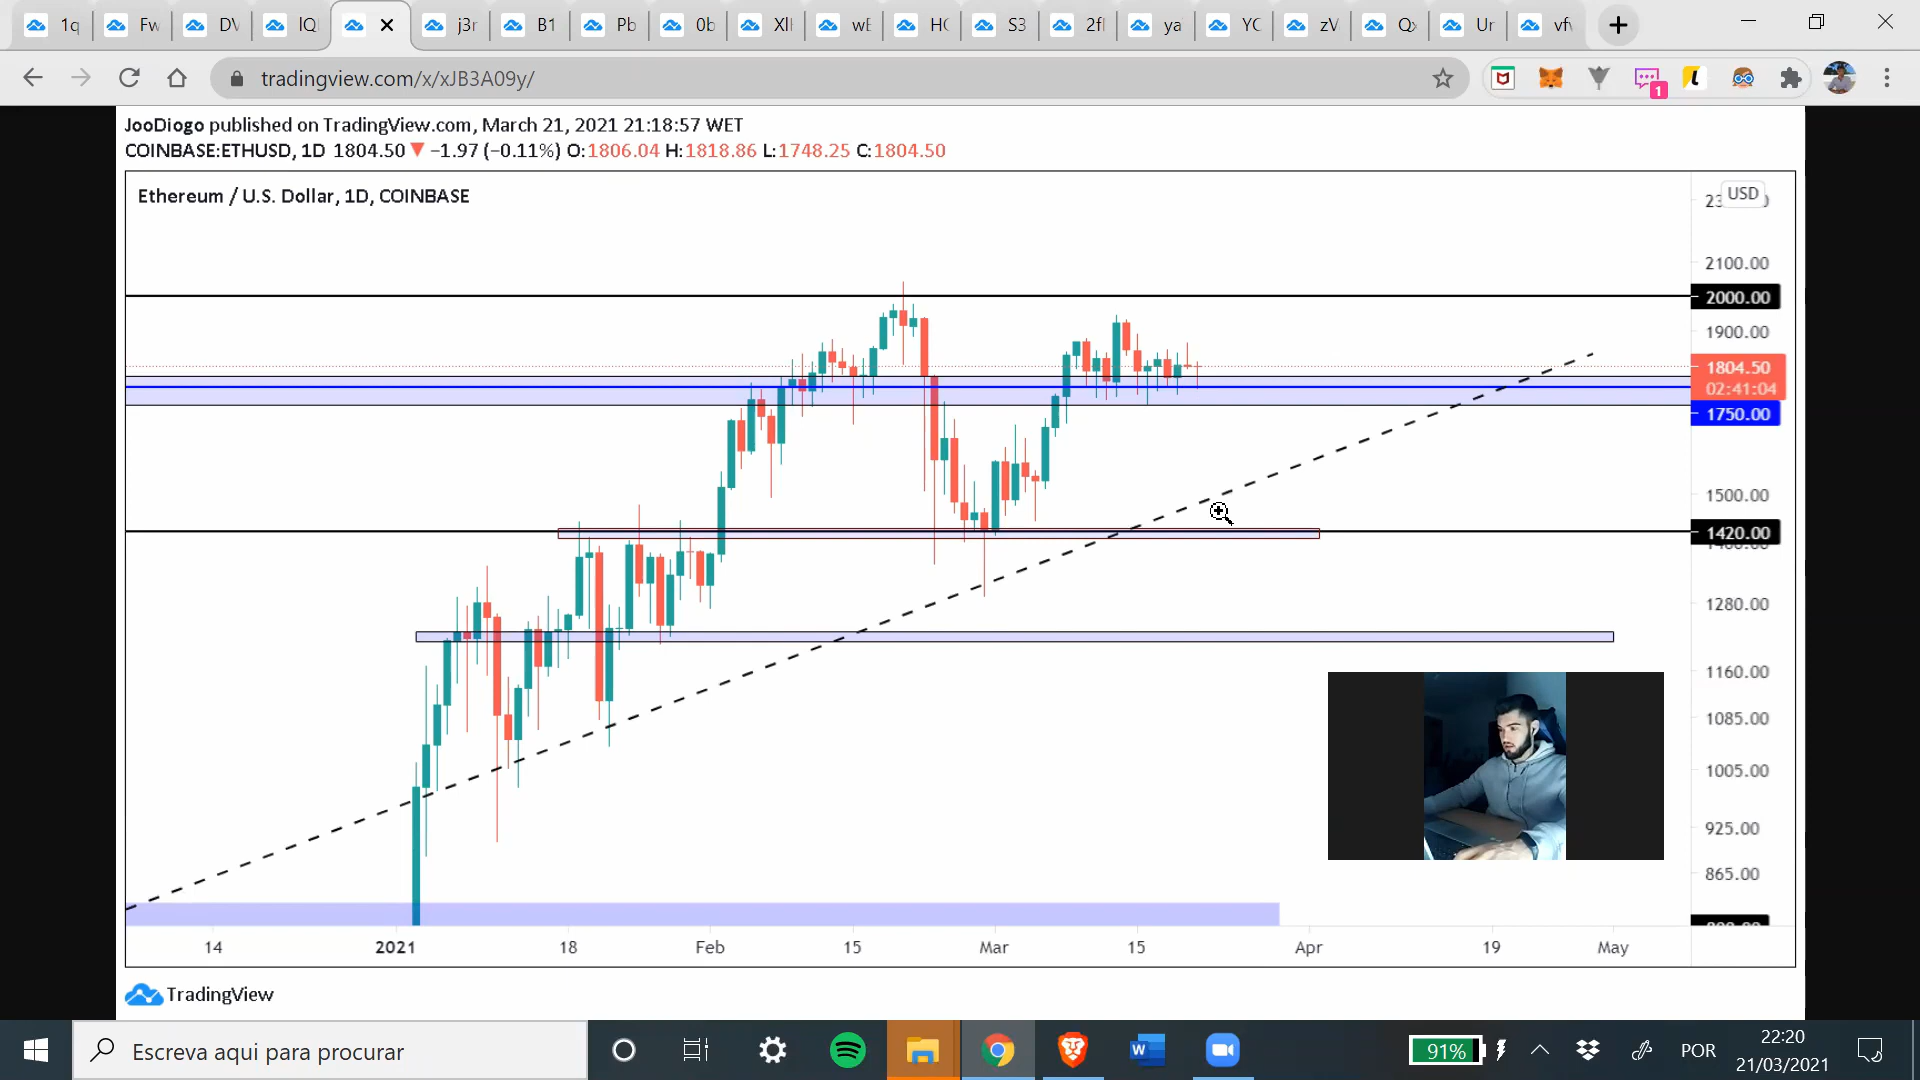 1q Fw DV IQ j3r B1 Pb 0b XII wE HC S3 2fl ya YC zV Qx Ur vfv
tradingview.com/x/xJB3A09y/
1
JooDiogo published on TradingView.com, March 21, 2021 21:18:57 WET
COINBASE:ETHUSD, 1D 1804.50 ▼ −1.97 (−0.11%) O:1806.04 H:1818.86 L:1748.25 C:1804.50
Ethereum / U.S. Dollar, 1D, COINBASE
USD
2100.00
2000.00
1900.00
1804.50
02:41:04
1750.00
1500.00
1420.00
1280.00
1160.00
1085.00
1005.00
925.00
865.00
14 2021 18 Feb 15 Mar 15 Apr 19 May
TradingView
Escreva aqui para procurar
91%
POR
22:20
21/03/2021